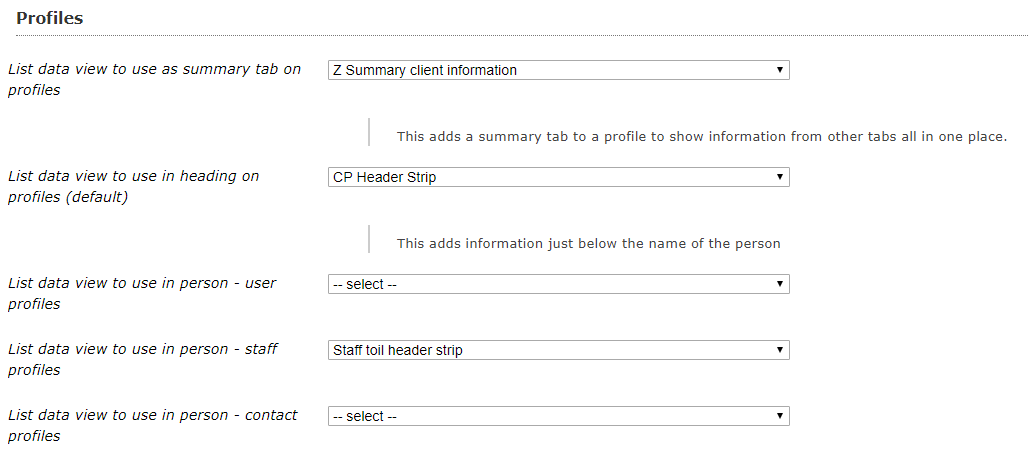 Profiles
List data view to use as summary tab on
profiles
Z Summary client information
This adds a summary tab to a profile to show information from other tabs all in one place.
List data view to use in heading on
profiles (default)
CP Header Strip
This adds information just below the name of the person
List data view to use in person - user
profiles
-- select --
List data view to use in person - staff
profiles
Staff toil header strip
List data view to use in person - contact
profiles
-- select --